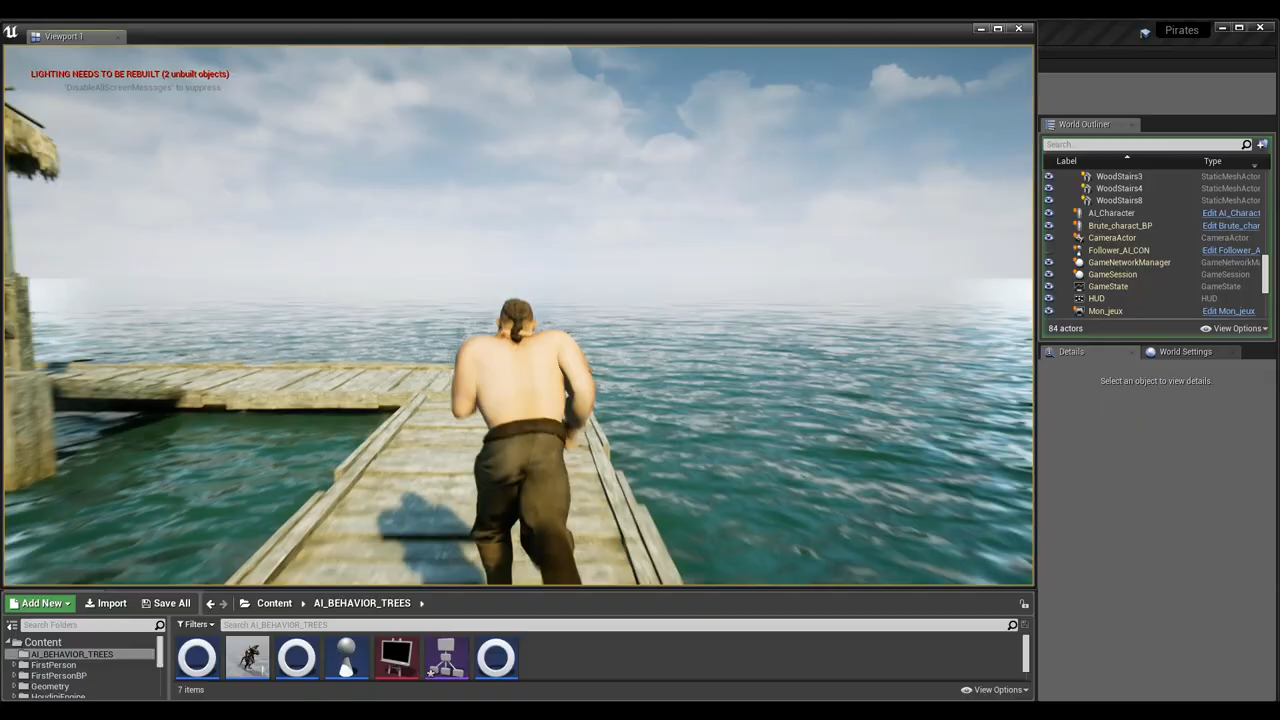 Viewport 1
Pirates
LIGHTING NEEDS TO BE REBUILT (2 unbuilt objects)
'DisableAllScreenMessages' to suppress
World Outliner
Search...
Label Type
WoodStairs3 StaticMeshActor
WoodStairs4 StaticMeshActor
WoodStairs8 StaticMeshActor
AI_Character Edit AI_Charact
Brute_charact_BP Edit Brute_char
CameraActor CameraActor
Follower_AI_CON Edit Follower_A
GameNetworkManager GameNetworkMa
GameSession GameSession
GameState GameState
HUD HUD
Mon_jeux Edit Mon_jeux
84 actors View Options
Details World Settings
Select an object to view details.
Add New Import Save All Content AI_BEHAVIOR_TREES
Search Folders Filters Search AI_BEHAVIOR_TREES
Content
AI_BEHAVIOR_TREES
FirstPerson
FirstPersonBP
Geometry
HoudiniEngine
7 items View Options